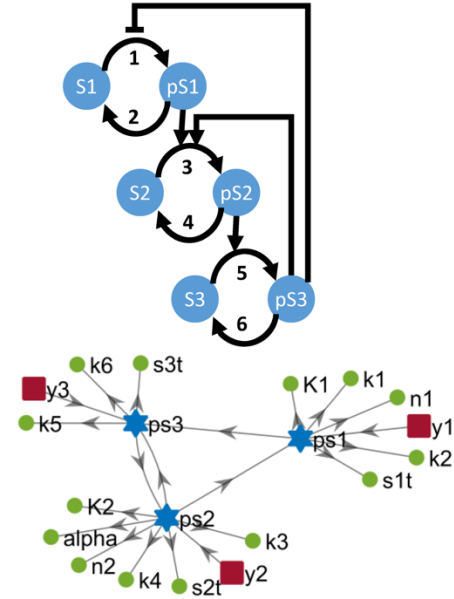 1
S1 pS1
2
3
S2 pS2
4
5
S3 pS3
6
k6 s3t
y3
k5 ps3
K1 k1
n1
ps1 y1
k2
s1t
K2 ps2
alpha k3
n2 k4 s2t y2